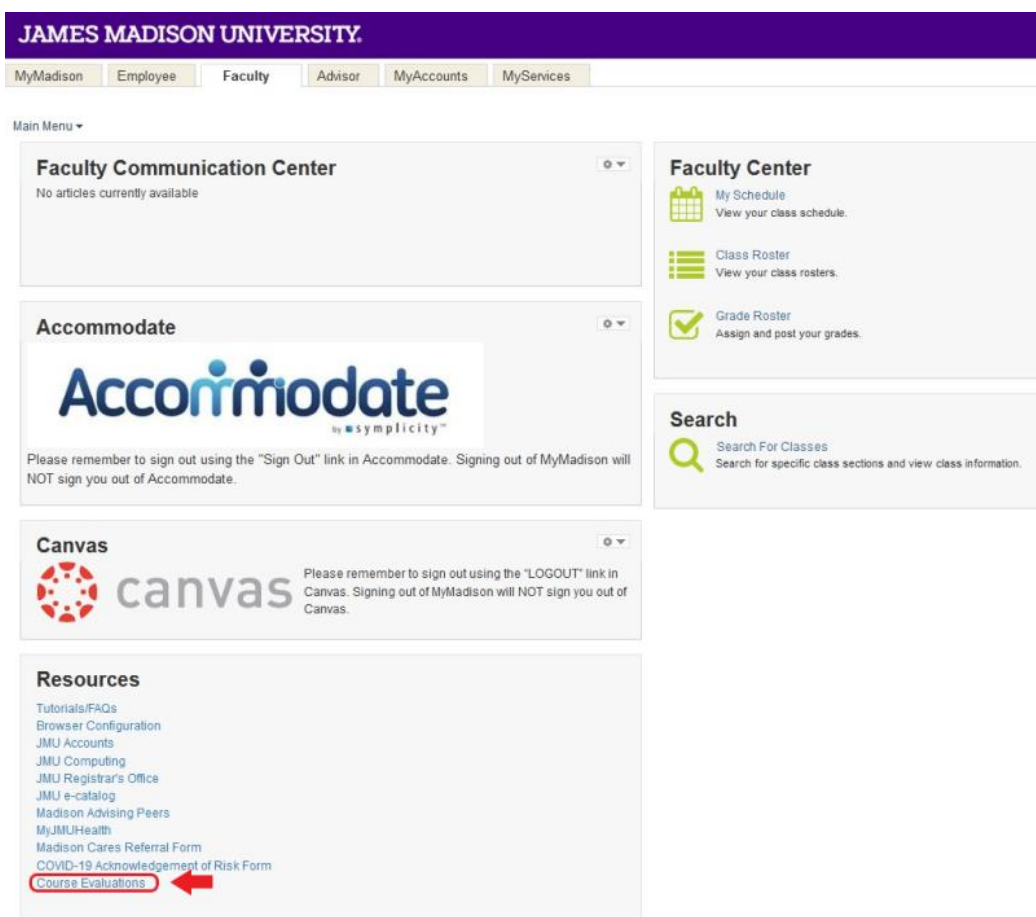 JAMES MADISON UNIVERSITY.
MyMadison Employee Faculty Advisor MyAccounts MyServices
Main Menu
Faculty Communication Center
No articles currently available
Accommodate
Accommodate
by symplicity™
Please remember to sign out using the "Sign Out" link in Accommodate. Signing out of MyMadison will
NOT sign you out of Accommodate.
Canvas
canvas
Please remember to sign out using the "LOGOUT" link in
Canvas. Signing out of MyMadison will NOT sign you out of
Canvas.
Resources
Tutorials/FAQs
Browser Configuration
JMU Accounts
JMU Computing
JMU Registrar's Office
JMU e-catalog
Madison Advising Peers
MyJMUHealth
Madison Cares Referral Form
COVID-19 Acknowledgement of Risk Form
Course Evaluations
Faculty Center
My Schedule
View your class schedule.
Class Roster
View your class rosters.
Grade Roster
Assign and post your grades.
Search
Search For Classes
Search for specific class sections and view class information.